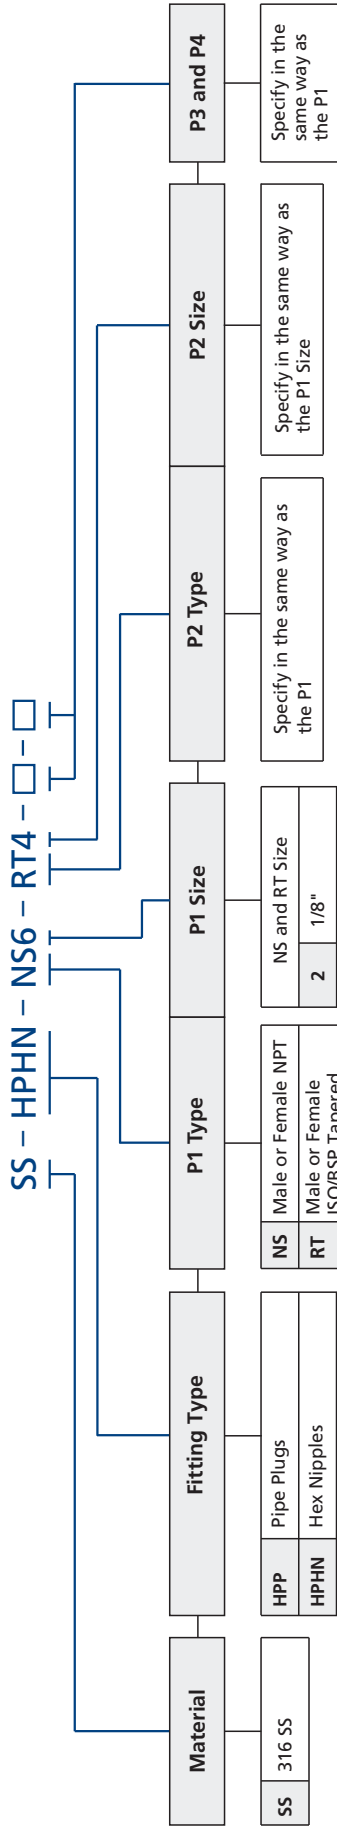 SS – HPHN – NS6 – RT4 – □ – □
Material
Fitting Type
P1 Type
P1 Size
P2 Type
P2 Size
P3 and P4
SS 316 SS
HPP Pipe Plugs
HPHN Hex Nipples
NS Male or Female NPT
RT Male or Female
ISO/BSP Tapered
NS and RT Size
2 1/8"
Specify in the same way as
the P1
Specify in the same way as
the P1 Size
Specify in the
same way as
the P1